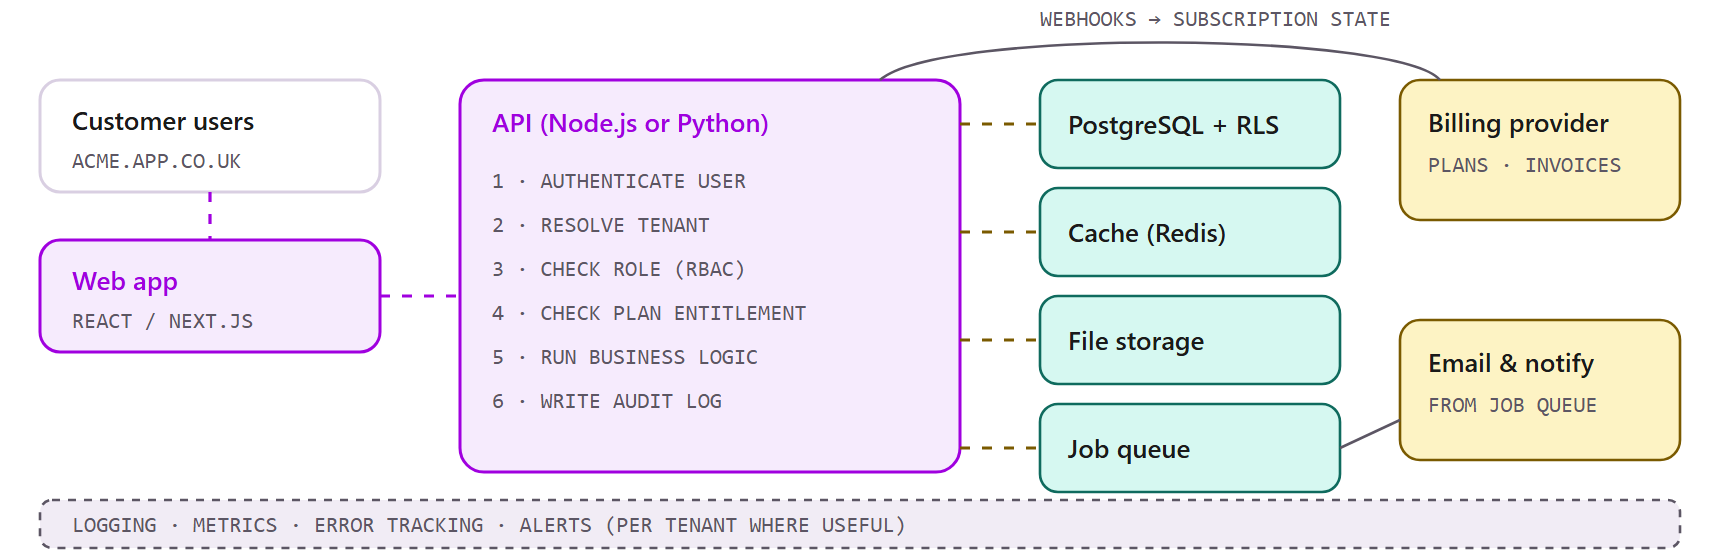 WEBHOOKS → SUBSCRIPTION STATE
Customer users
ACME.APP.CO.UK
Web app
REACT / NEXT.JS
API (Node.js or Python)
1 · AUTHENTICATE USER
2 · RESOLVE TENANT
3 · CHECK ROLE (RBAC)
4 · CHECK PLAN ENTITLEMENT
5 · RUN BUSINESS LOGIC
6 · WRITE AUDIT LOG
PostgreSQL + RLS
Cache (Redis)
File storage
Job queue
Billing provider
PLANS · INVOICES
Email & notify
FROM JOB QUEUE
LOGGING · METRICS · ERROR TRACKING · ALERTS (PER TENANT WHERE USEFUL)